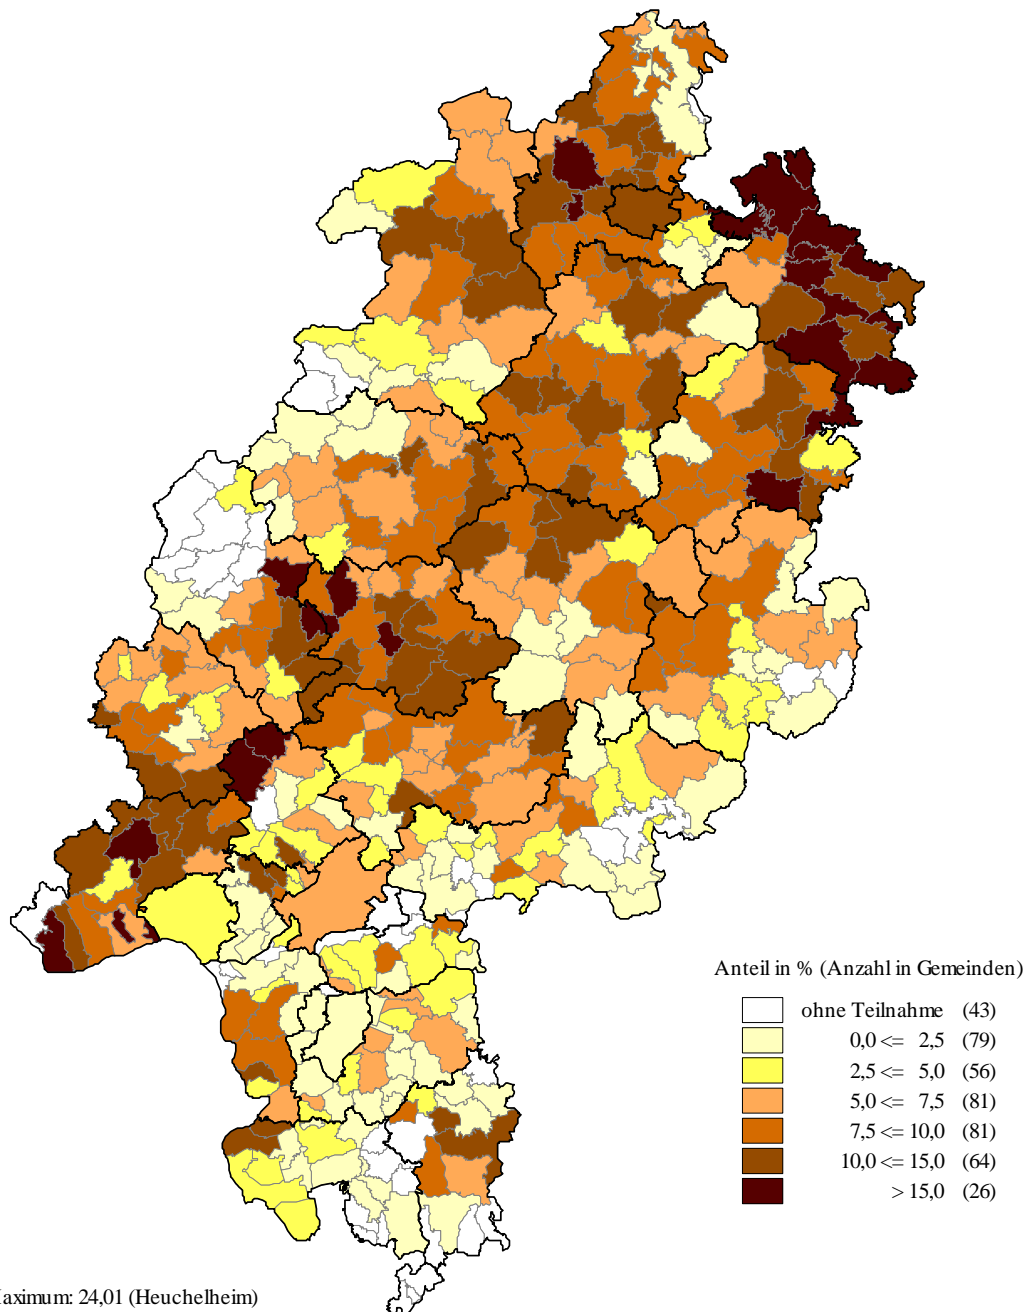 Anteil in % (Anzahl in Gemeinden)
ohne Teilnahme (43)
0,0 <= 2,5 (79)
2,5 <= 5,0 (56)
5,0 <= 7,5 (81)
7,5 <= 10,0 (81)
10,0 <= 15,0 (64)
> 15,0 (26)
aximum: 24,01 (Heuchelheim)